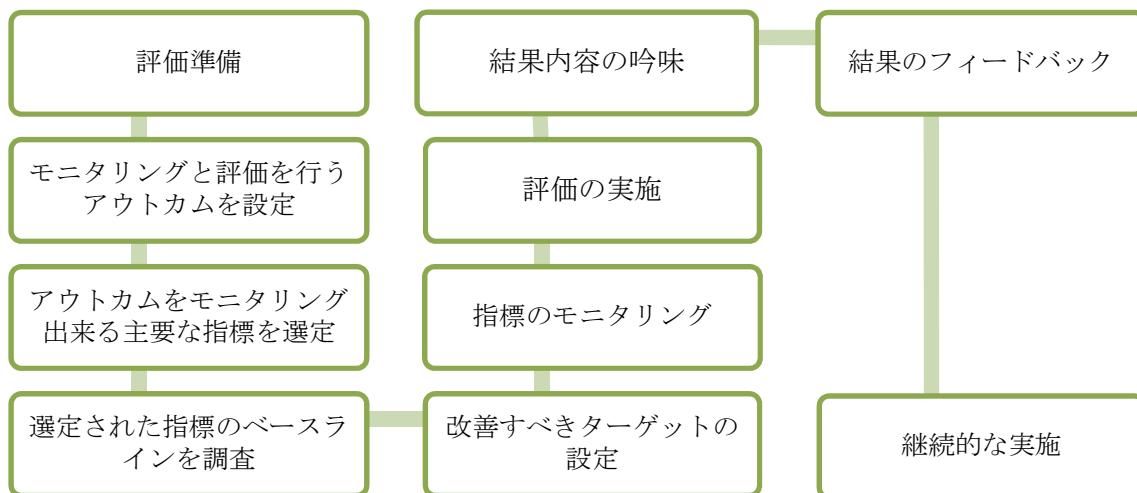 評価準備
モニタリングと評価を行う
アウトカムを設定
アウトカムをモニタリング
出来る主要な指標を選定
選定された指標のベースラ
インを調査
改善すべきターゲットの
設定
指標のモニタリング
評価の実施
結果内容の吟味
結果のフィードバック
継続的な実施